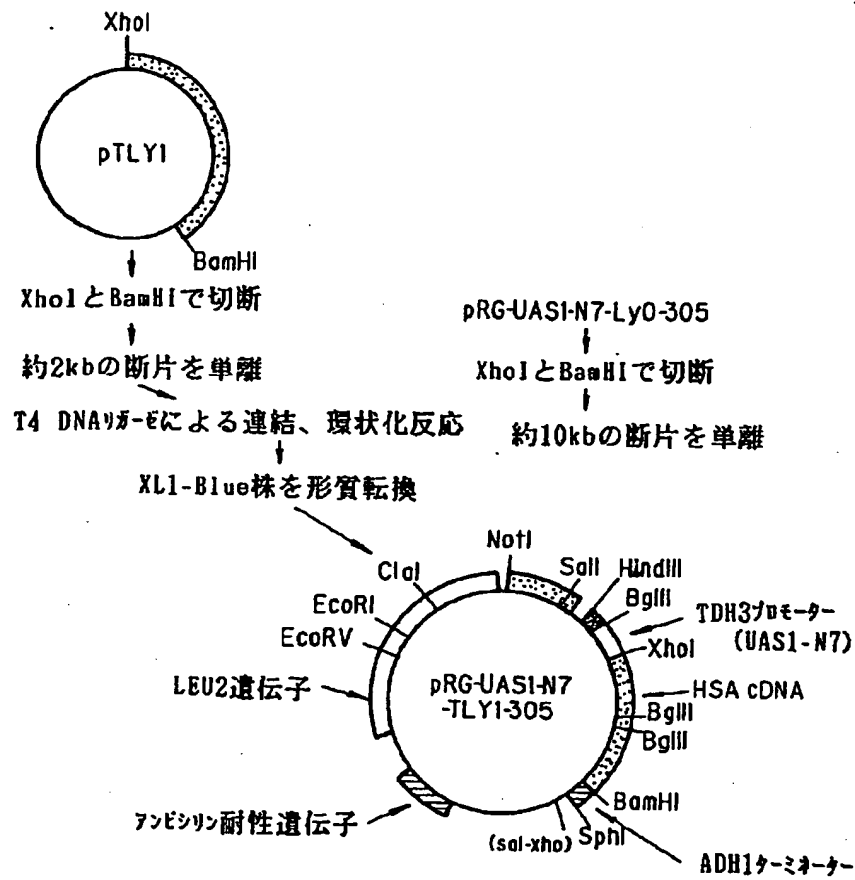 XhoI
pTLY1
BamHI
XhoIとBamHIで切断
約2kbの断片を単離
pRG-UAS1-N7-LyO-305
XhoIとBamHIで切断
約10kbの断片を単離
T4 DNAリガーゼによる連結、環状化反応
XL1-Blue株を形質転換
NotI
SalI
HindIII
BglII
ClaI
EcoRI
EcoRV
TDH3プロモーター
(UAS1-N7)
XhoI
LEU2遺伝子
pRG-UAS1-N7
-TLY1-305
HSA cDNA
BglII
BglII
BamHI
アンピシリン耐性遺伝子
(sal-xho)
SphI
ADH1ターミネーター